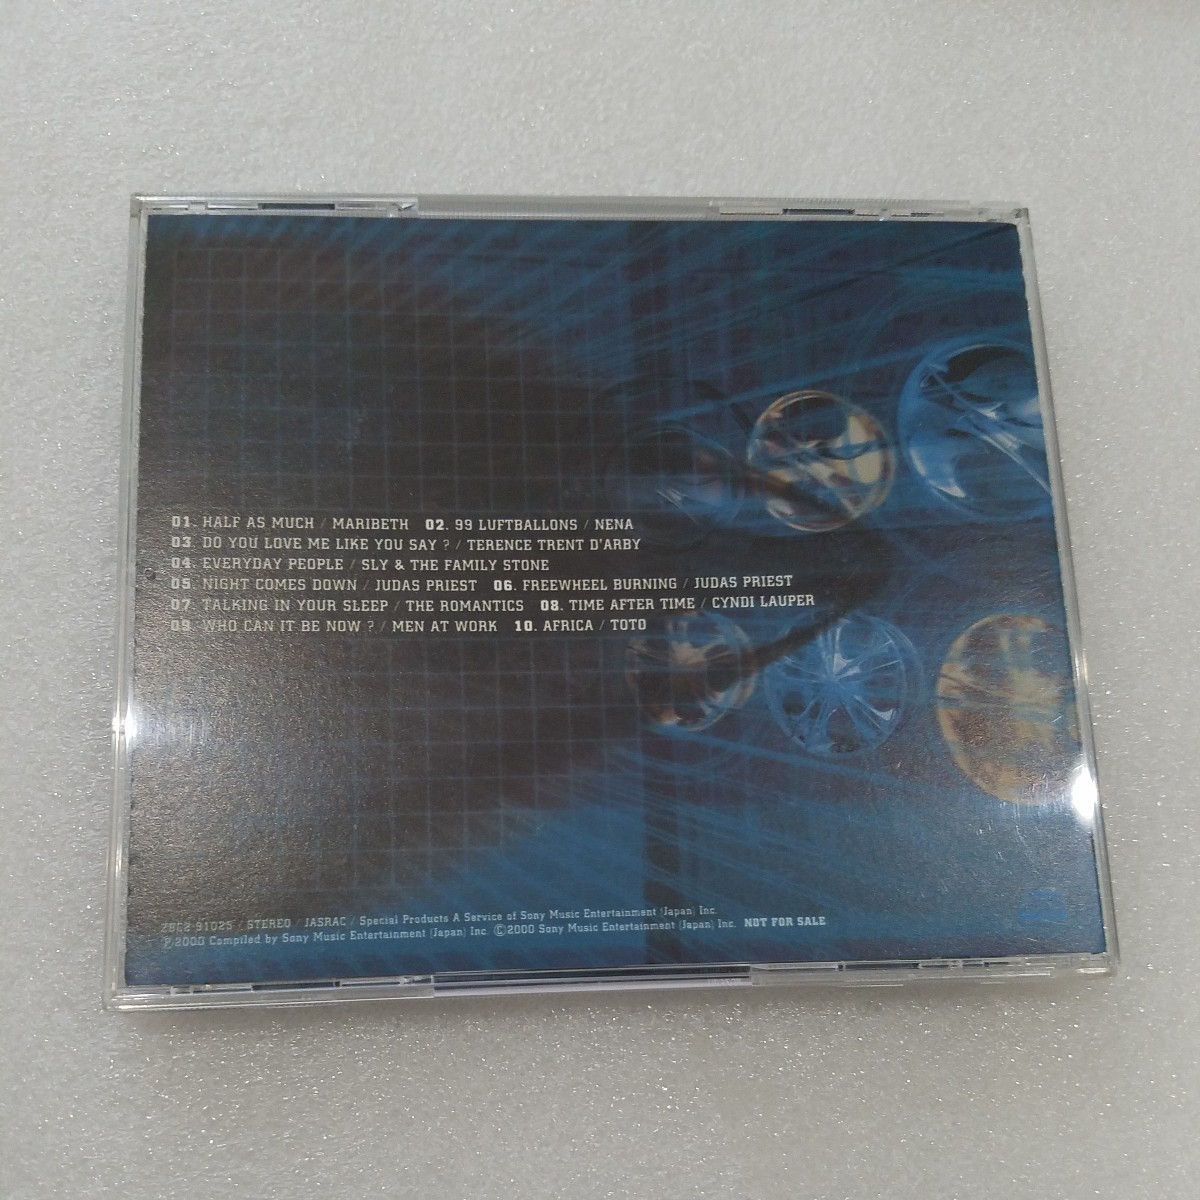 01. HALF AS MUCH / MARIBETH 02. 99 LUFTBALLONS / NENA
03. DO YOU LOVE ME LIKE YOU SAY ? / TERENCE TRENT D'ARBY
04. EVERYDAY PEOPLE / SLY & THE FAMILY STONE
05. NIGHT COMES DOWN / JUDAS PRIEST 06. FREEWHEEL BURNING / JUDAS PRIEST
07. TALKING IN YOUR SLEEP / THE ROMANTICS 08. TIME AFTER TIME / CYNDI LAUPER
09. WHO CAN IT BE NOW ? / MEN AT WORK 10. AFRICA / TOTO
91025 / STEREO / JASRAC / Special Products A Service of Sony Music Entertainment (Japan) Inc.
℗2000 Compiled by Sony Music Entertainment (Japan) Inc. ©2000 Sony Music Entertainment (Japan) Inc. NOT FOR SALE